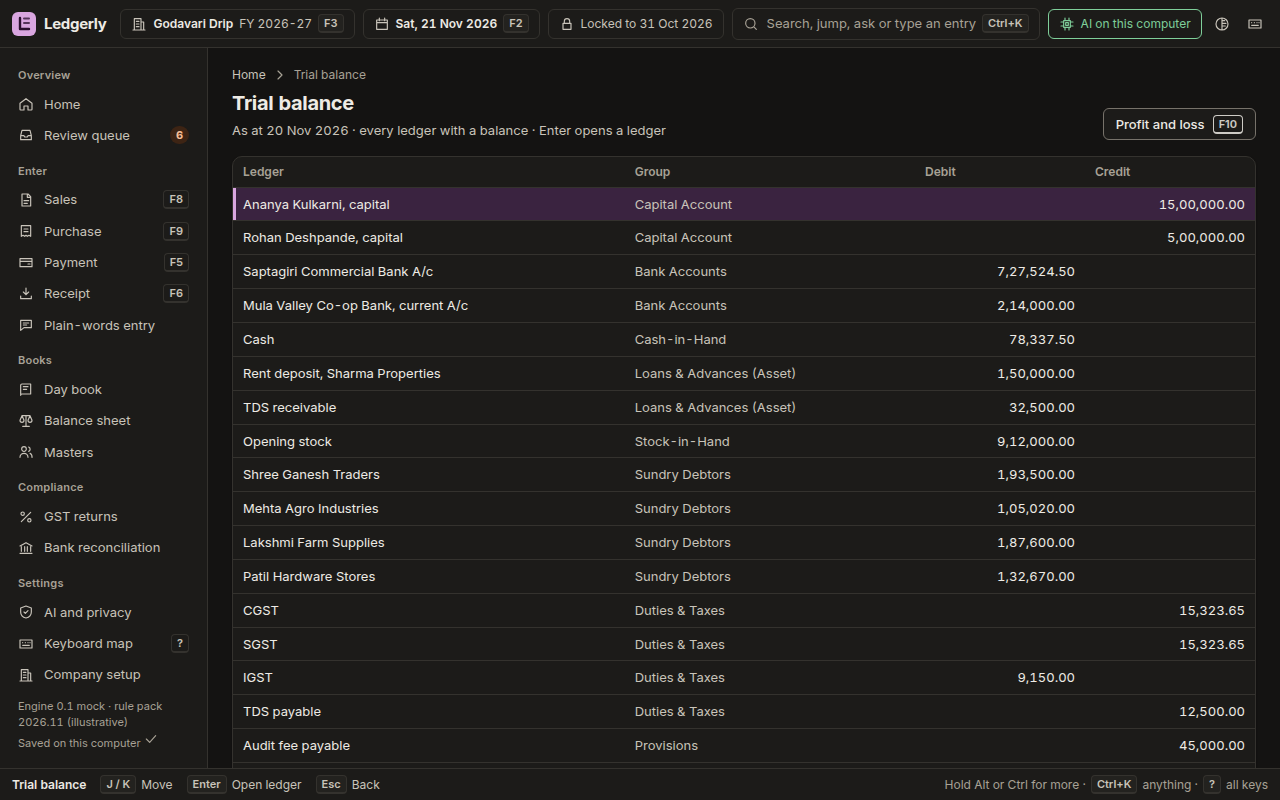 Ledgerly
Godavari Drip FY 2026-27 F3
Sat, 21 Nov 2026 F2
Locked to 31 Oct 2026
Search, jump, ask or type an entry Ctrl+K
AI on this computer
Overview
Home
Review queue 6
Enter
Sales F8
Purchase F9
Payment F5
Receipt F6
Plain-words entry
Books
Day book
Balance sheet
Masters
Compliance
GST returns
Bank reconciliation
Settings
AI and privacy
Keyboard map ?
Company setup
Engine 0.1 mock · rule pack
2026.11 (illustrative)
Saved on this computer
Home > Trial balance
Trial balance
As at 20 Nov 2026 · every ledger with a balance · Enter opens a ledger
Profit and loss F10
Ledger Group Debit Credit
Ananya Kulkarni, capital Capital Account 15,00,000.00
Rohan Deshpande, capital Capital Account 5,00,000.00
Saptagiri Commercial Bank A/c Bank Accounts 7,27,524.50
Mula Valley Co-op Bank, current A/c Bank Accounts 2,14,000.00
Cash Cash-in-Hand 78,337.50
Rent deposit, Sharma Properties Loans & Advances (Asset) 1,50,000.00
TDS receivable Loans & Advances (Asset) 32,500.00
Opening stock Stock-in-Hand 9,12,000.00
Shree Ganesh Traders Sundry Debtors 1,93,500.00
Mehta Agro Industries Sundry Debtors 1,05,020.00
Lakshmi Farm Supplies Sundry Debtors 1,87,600.00
Patil Hardware Stores Sundry Debtors 1,32,670.00
CGST Duties & Taxes 15,323.65
SGST Duties & Taxes 15,323.65
IGST Duties & Taxes 9,150.00
TDS payable Duties & Taxes 12,500.00
Audit fee payable Provisions 45,000.00
Trial balance J / K Move Enter Open ledger Esc Back
Hold Alt or Ctrl for more · Ctrl+K anything · ? all keys